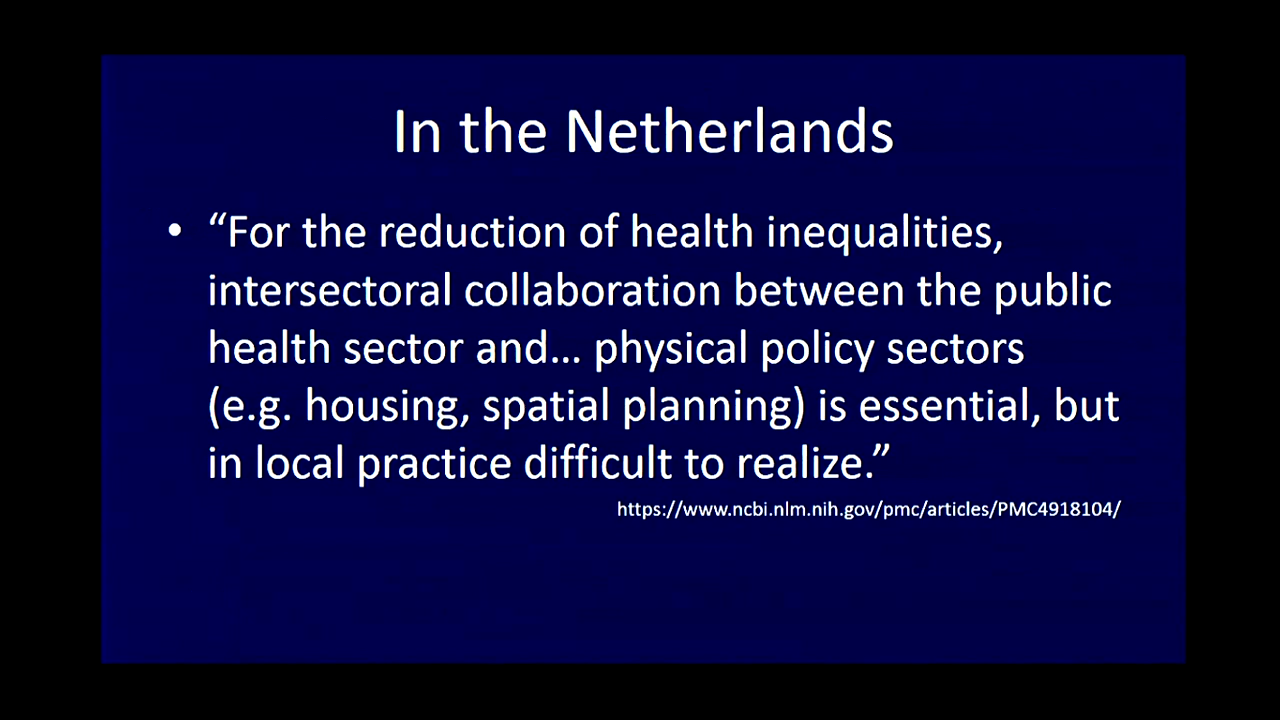 In the Netherlands
• “For the reduction of health inequalities,
intersectoral collaboration between the public
health sector and... physical policy sectors
(e.g. housing, spatial planning) is essential, but
in local practice difficult to realize.”
https://www.ncbi.nlm.nih.gov/pmc/articles/PMC4918104/